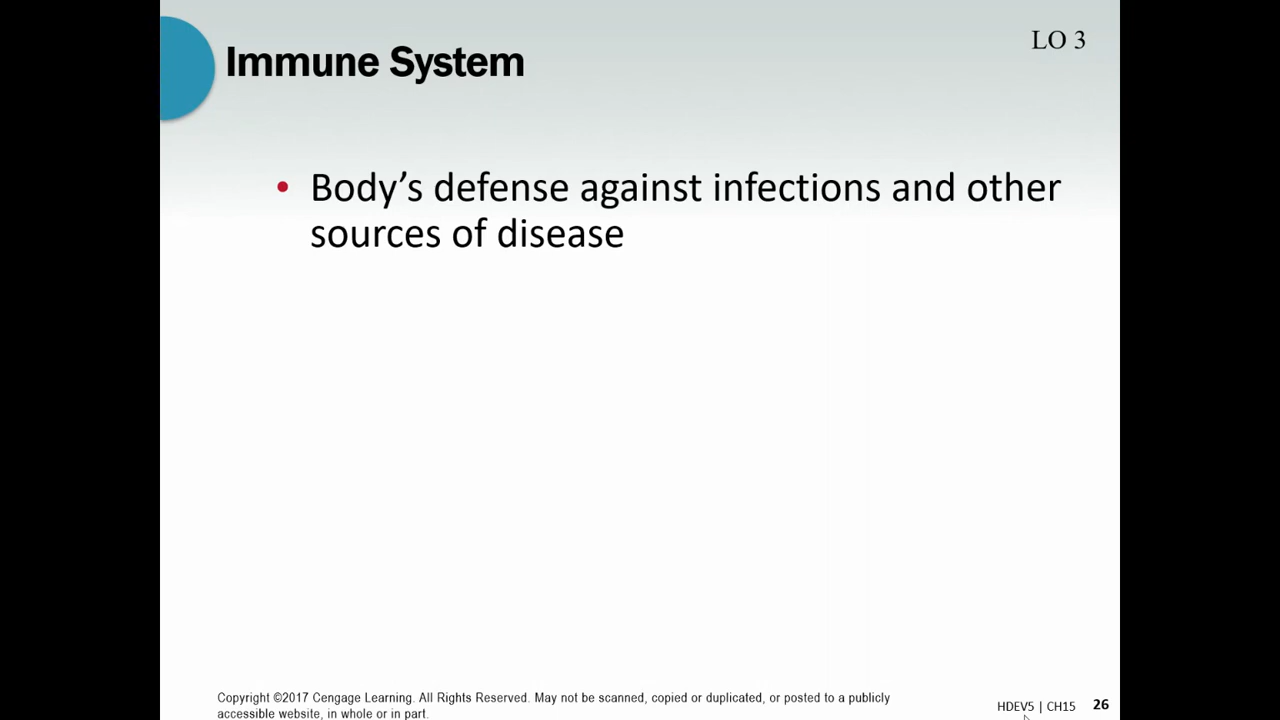 LO 3
Immune System
• Body’s defense against infections and other
sources of disease
Copyright ©2017 Cengage Learning. All Rights Reserved. May not be scanned, copied or duplicated, or posted to a publicly
accessible website, in whole or in part.
HDEV5 | CH15 26